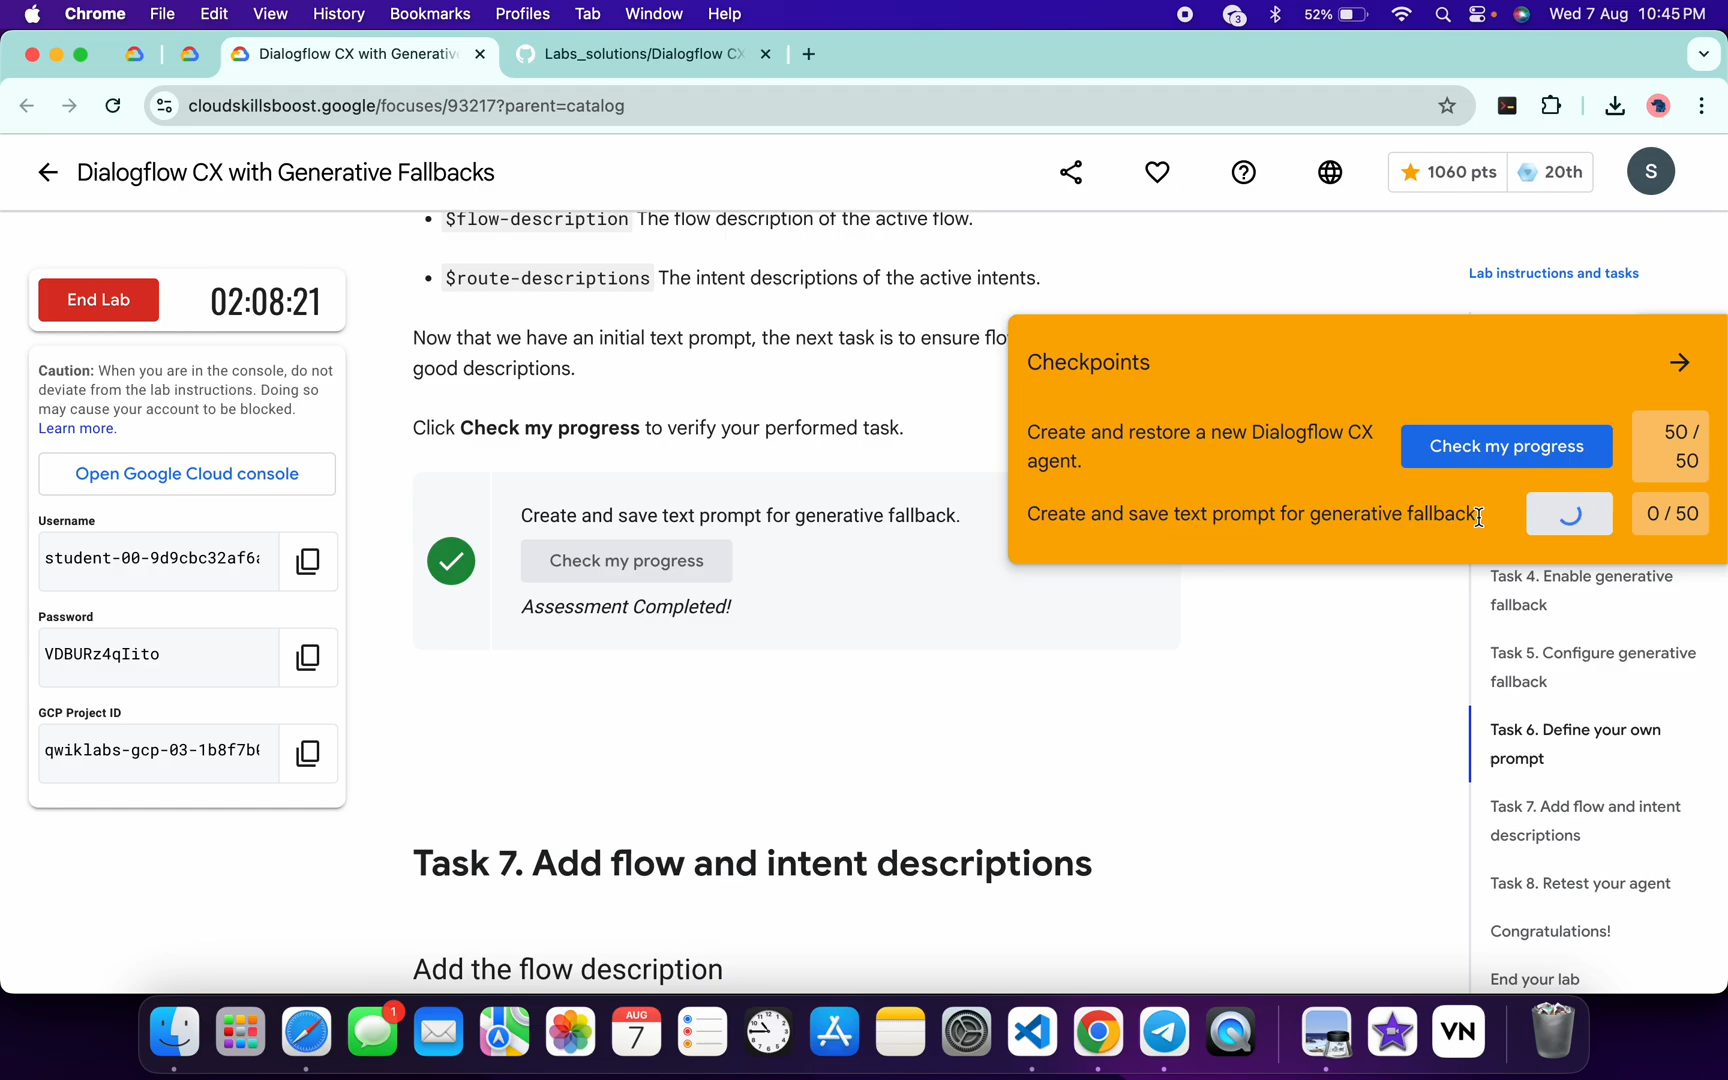 Chrome File Edit View History Bookmarks Profiles Tab Window Help 3 52% Wed 7 Aug 10:45 PM
Dialogflow CX with Generative
Labs_solutions/Dialogflow CX
cloudskillsboost.google/focuses/93217?parent=catalog
Dialogflow CX with Generative Fallbacks
1060 pts
20th
S
End Lab
02:08:21
Caution: When you are in the console, do not
deviate from the lab instructions. Doing so
may cause your account to be blocked.
Learn more.
Open Google Cloud console
Username
student-00-9d9cbc32af6
Password
VDBURz4qIito
GCP Project ID
qwiklabs-gcp-03-1b8f7b
• $flow-description The flow description of the active flow.
• $route-descriptions The intent descriptions of the active intents.
Now that we have an initial text prompt, the next task is to ensure flo
good descriptions.
Click Check my progress to verify your performed task.
Create and save text prompt for generative fallback.
Check my progress
Assessment Completed!
Task 7. Add flow and intent descriptions
Add the flow description
Lab instructions and tasks
Checkpoints
Create and restore a new Dialogflow CX
agent.
Check my progress
50 /
50
Create and save text prompt for generative fallback
0 / 50
Task 4. Enable generative
fallback
Task 5. Configure generative
fallback
Task 6. Define your own
prompt
Task 7. Add flow and intent
descriptions
Task 8. Retest your agent
Congratulations!
End your lab
1
AUG
7
VN